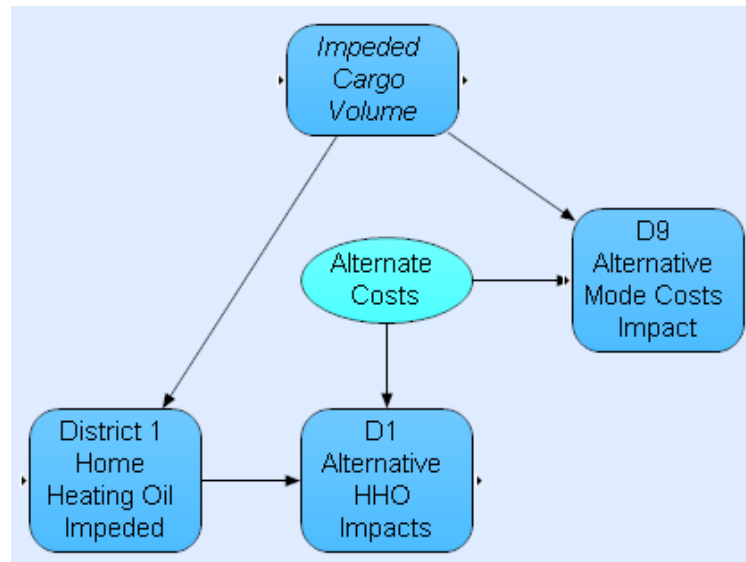 Impeded
Cargo
Volume
D9
Alternative
Mode Costs
Impact
Alternate
Costs
District 1
Home
Heating Oil
Impeded
D1
Alternative
HHO
Impacts